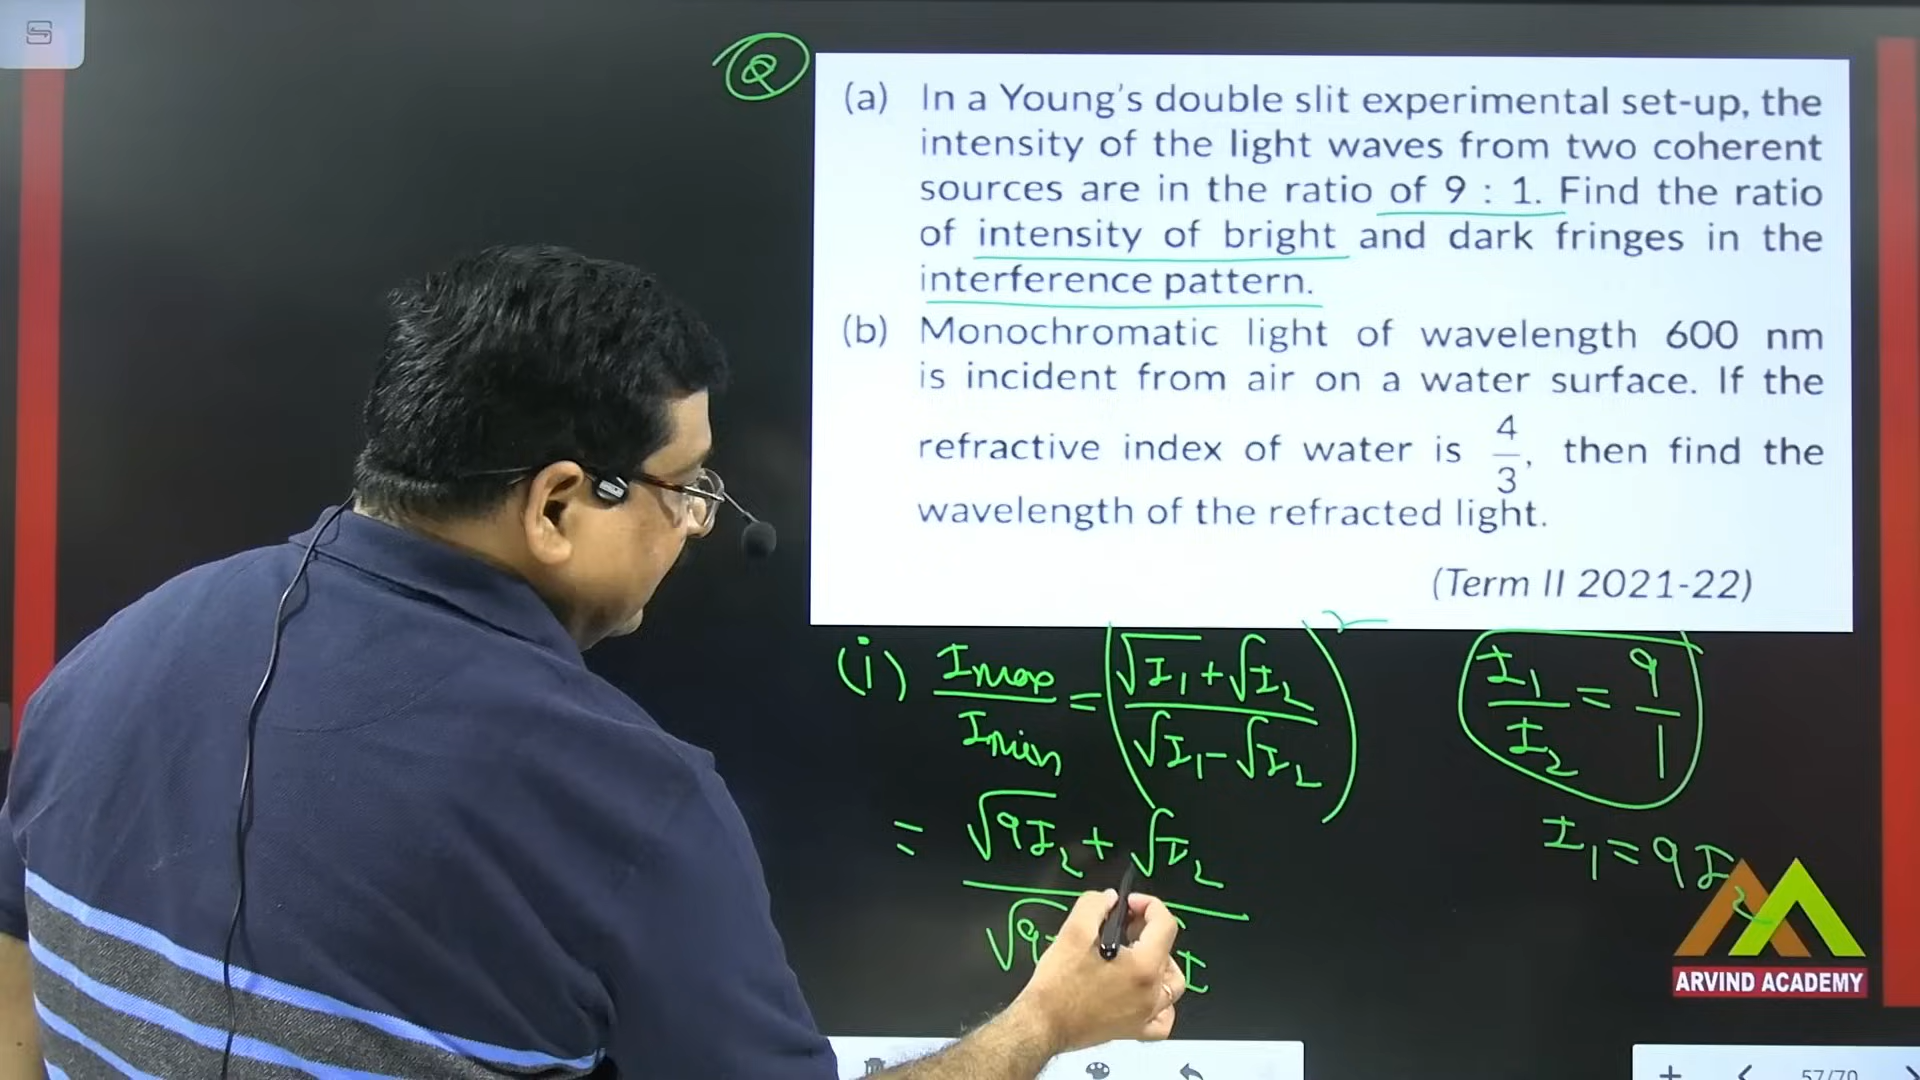 Q
(a) In a Young's double slit experimental set-up, the
intensity of the light waves from two coherent
sources are in the ratio of 9 : 1. Find the ratio
of intensity of bright and dark fringes in the
interference pattern.
(b) Monochromatic light of wavelength 600 nm
is incident from air on a water surface. If the
refractive index of water is 4/3, then find the
wavelength of the refracted light.
(Term II 2021-22)
(i) Imax/Imin = (√I₁+√I₂/√I₁-√I₂)²
I₁/I₂ = 9/1
= √9I₂ + √I₂
I₁ = 9I₂
√9
I
ARVIND ACADEMY
57/70